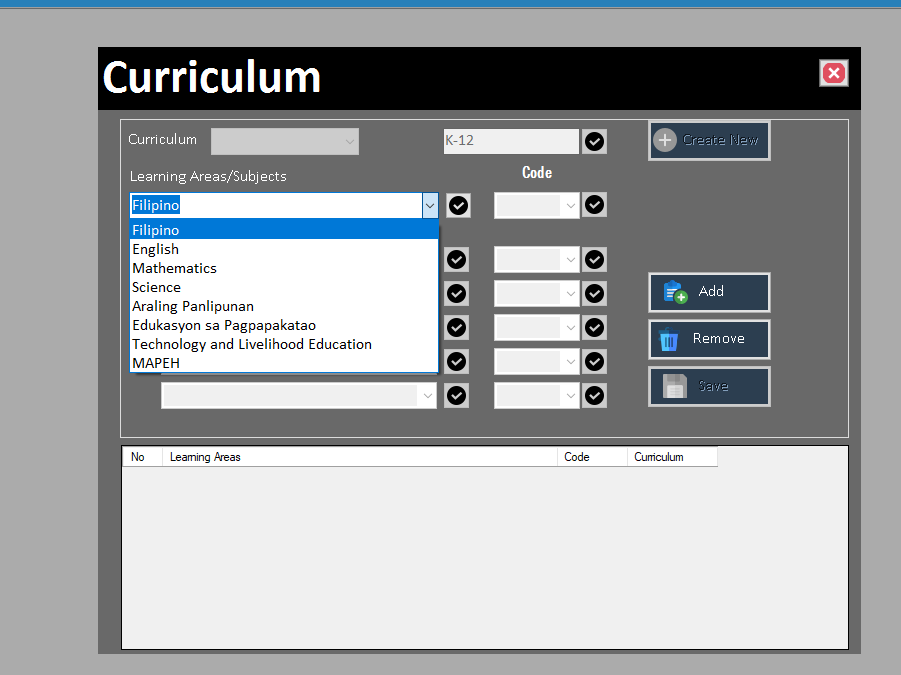 Curriculum
Curriculum K-12 Create New
Learning Areas/Subjects Code
Filipino
Filipino
English
Mathematics
Science
Araling Panlipunan
Edukasyon sa Pagpapakatao
Technology and Livelihood Education
MAPEH
Add
Remove
Save
No Learning Areas Code Curriculum